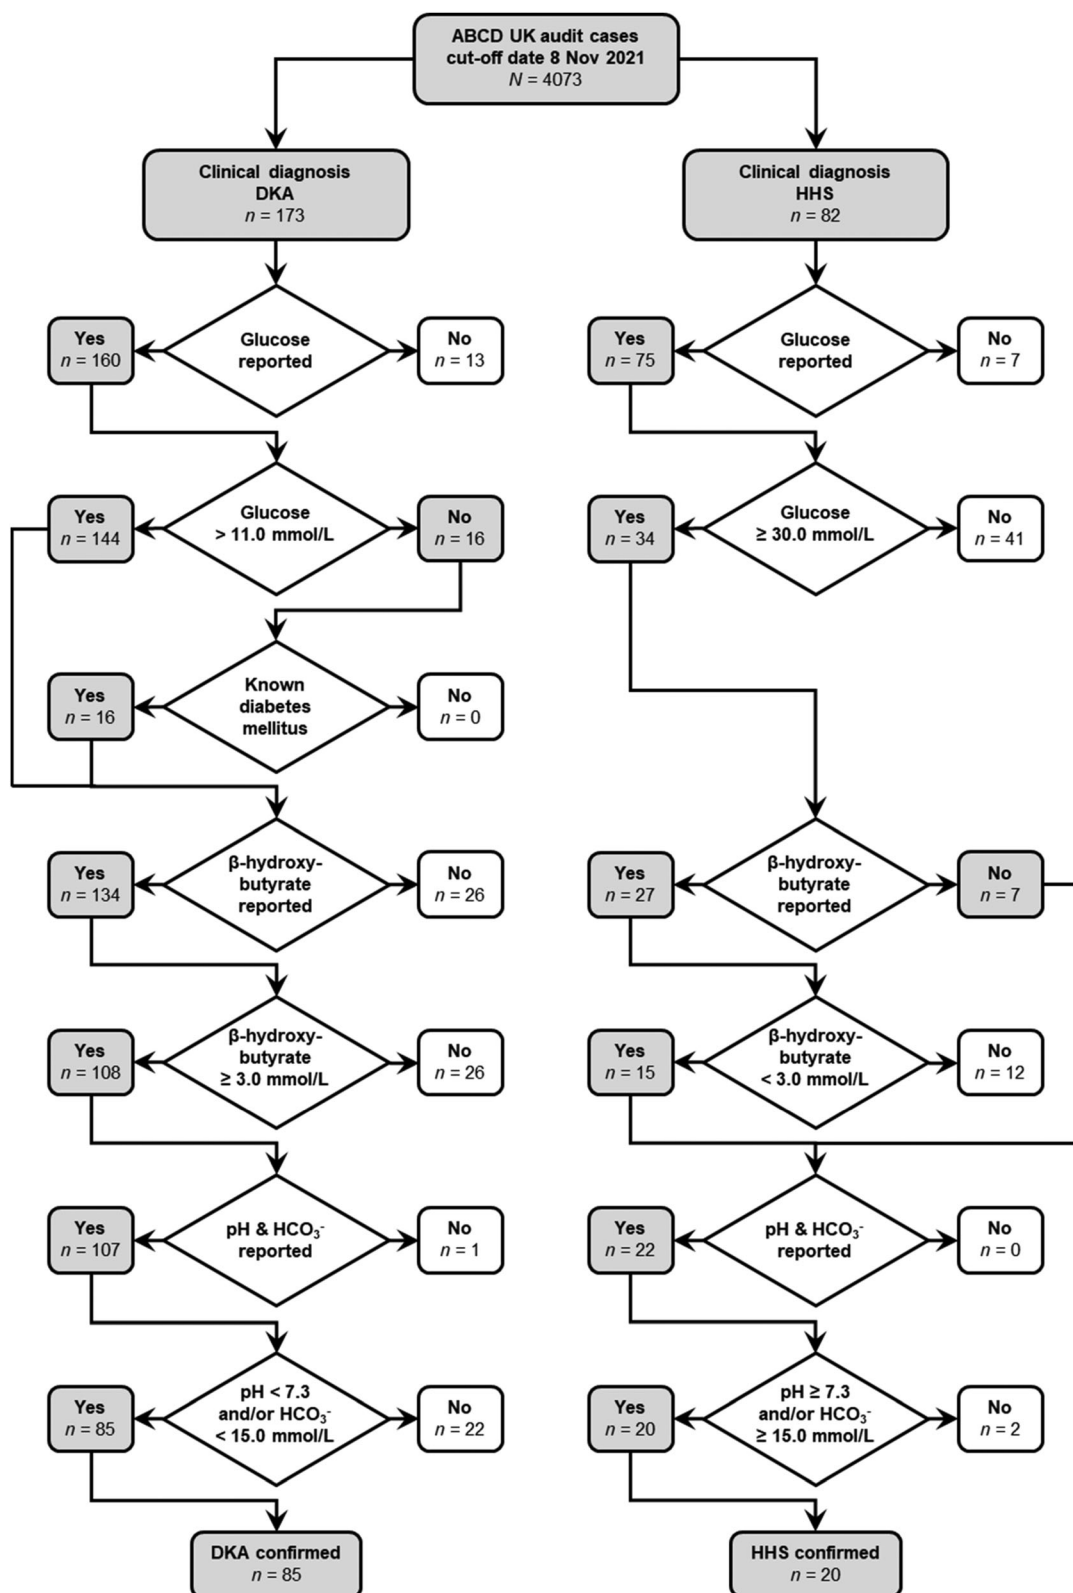 ABCD UK audit cases
cut-off date 8 Nov 2021
N = 4073
Clinical diagnosis
DKA
n = 173
Clinical diagnosis
HHS
n = 82
Yes
n = 160
Glucose
reported
No
n = 13
Yes
n = 75
Glucose
reported
No
n = 7
Yes
n = 144
Glucose
> 11.0 mmol/L
No
n = 16
Yes
n = 34
Glucose
≥ 30.0 mmol/L
No
n = 41
Yes
n = 16
Known
diabetes
mellitus
No
n = 0
Yes
n = 134
β-hydroxy-
butyrate
reported
No
n = 26
Yes
n = 27
β-hydroxy-
butyrate
reported
No
n = 7
Yes
n = 108
β-hydroxy-
butyrate
≥ 3.0 mmol/L
No
n = 26
Yes
n = 15
β-hydroxy-
butyrate
< 3.0 mmol/L
No
n = 12
Yes
n = 107
pH & HCO₃⁻
reported
No
n = 1
Yes
n = 22
pH & HCO₃⁻
reported
No
n = 0
Yes
n = 85
pH < 7.3
and/or HCO₃⁻
< 15.0 mmol/L
No
n = 22
Yes
n = 20
pH ≥ 7.3
and/or HCO₃⁻
≥ 15.0 mmol/L
No
n = 2
DKA confirmed
n = 85
HHS confirmed
n = 20